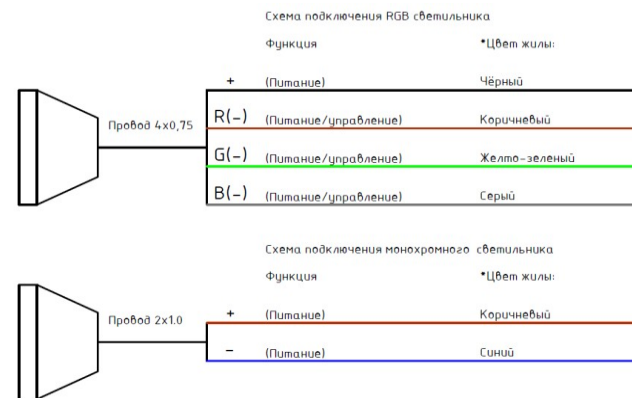 Схема подключения RGB светильника
Функция *Цвет жилы:
+ (Питание) Чёрный
Провод 4х0,75
R(-) (Питание/управление) Коричневый
G(-) (Питание/управление) Желто-зеленый
B(-) (Питание/управление) Серый
Схема подключения монохромного светильника
Функция *Цвет жилы:
+ (Питание) Коричневый
Провод 2х1.0
- (Питание) Синий